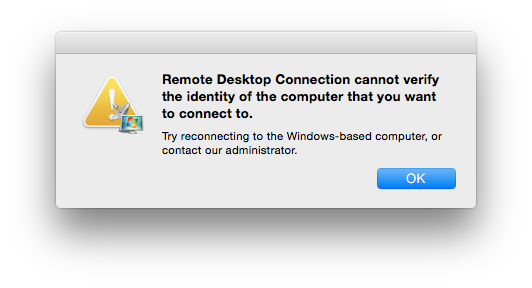 Remote Desktop Connection cannot verify
the identity of the computer that you want
to connect to.
Try reconnecting to the Windows-based computer, or
contact our administrator.
OK